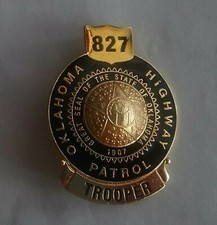 827
OKLAHOMA HIGHWAY
GREAT SEAL OF THE STATE OF OKLAHOMA
1907
PATROL
TROOPER